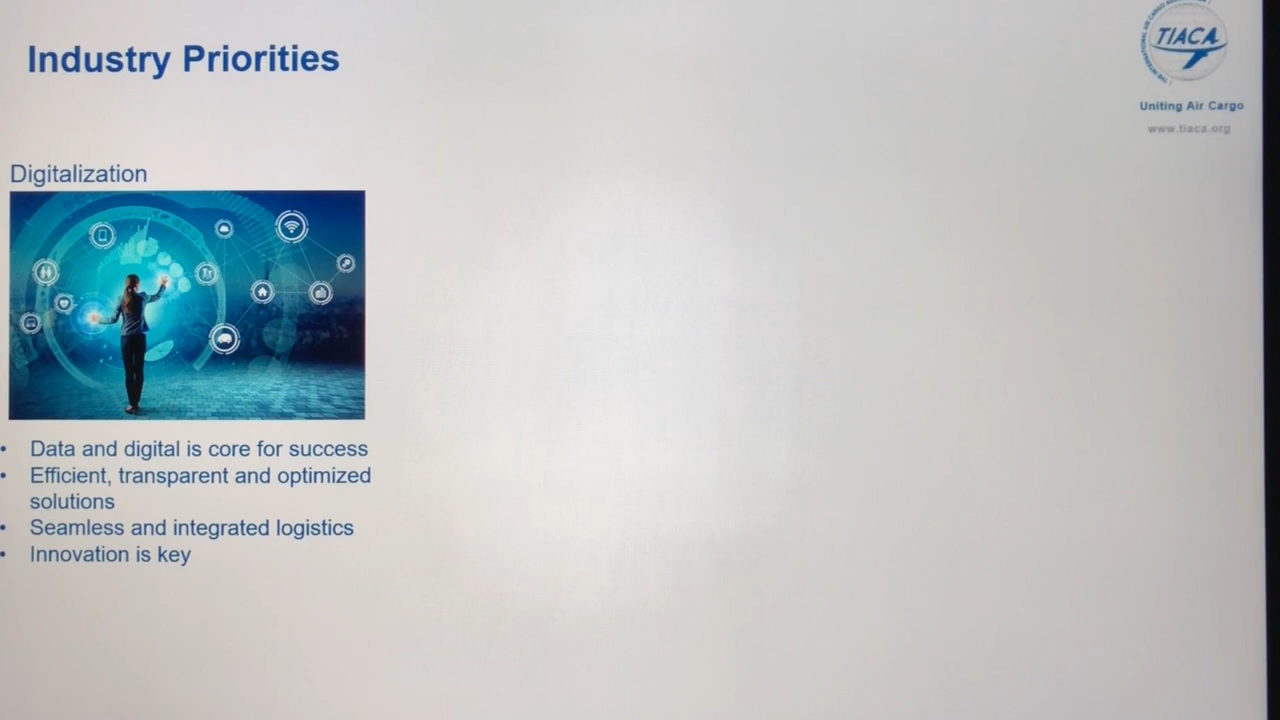 Industry Priorities
TIACA
Uniting Air Cargo
www.tiaca.org
Digitalization
• Data and digital is core for success
• Efficient, transparent and optimized
solutions
• Seamless and integrated logistics
• Innovation is key